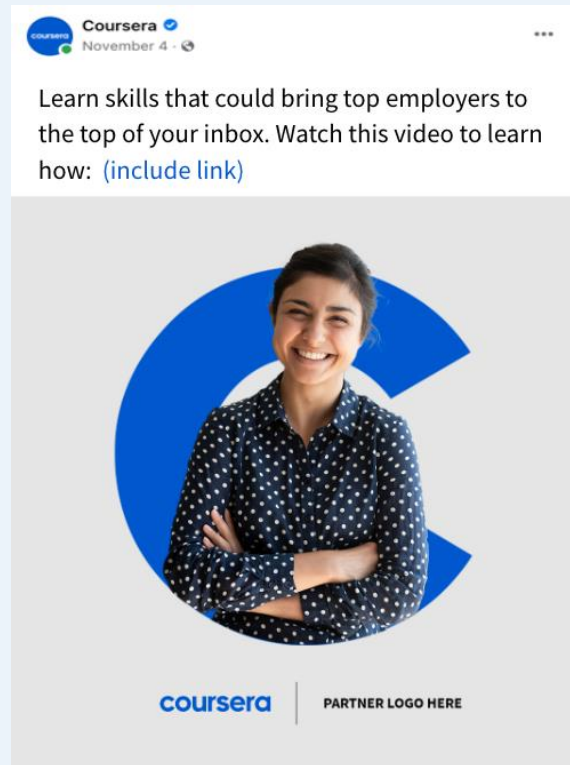 coursera
Coursera
November 4 ·
Learn skills that could bring top employers to
the top of your inbox. Watch this video to learn
how: (include link)
coursera
PARTNER LOGO HERE